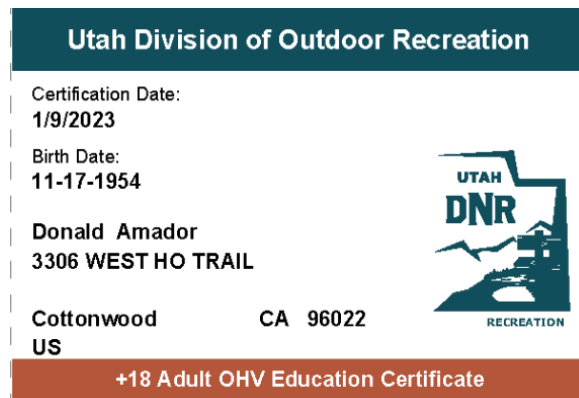 Utah Division of Outdoor Recreation
Certification Date:
1/9/2023
Birth Date:
11-17-1954
Donald Amador
3306 WEST HO TRAIL
Cottonwood CA 96022
US
UTAH
DNR
RECREATION
+18 Adult OHV Education Certificate